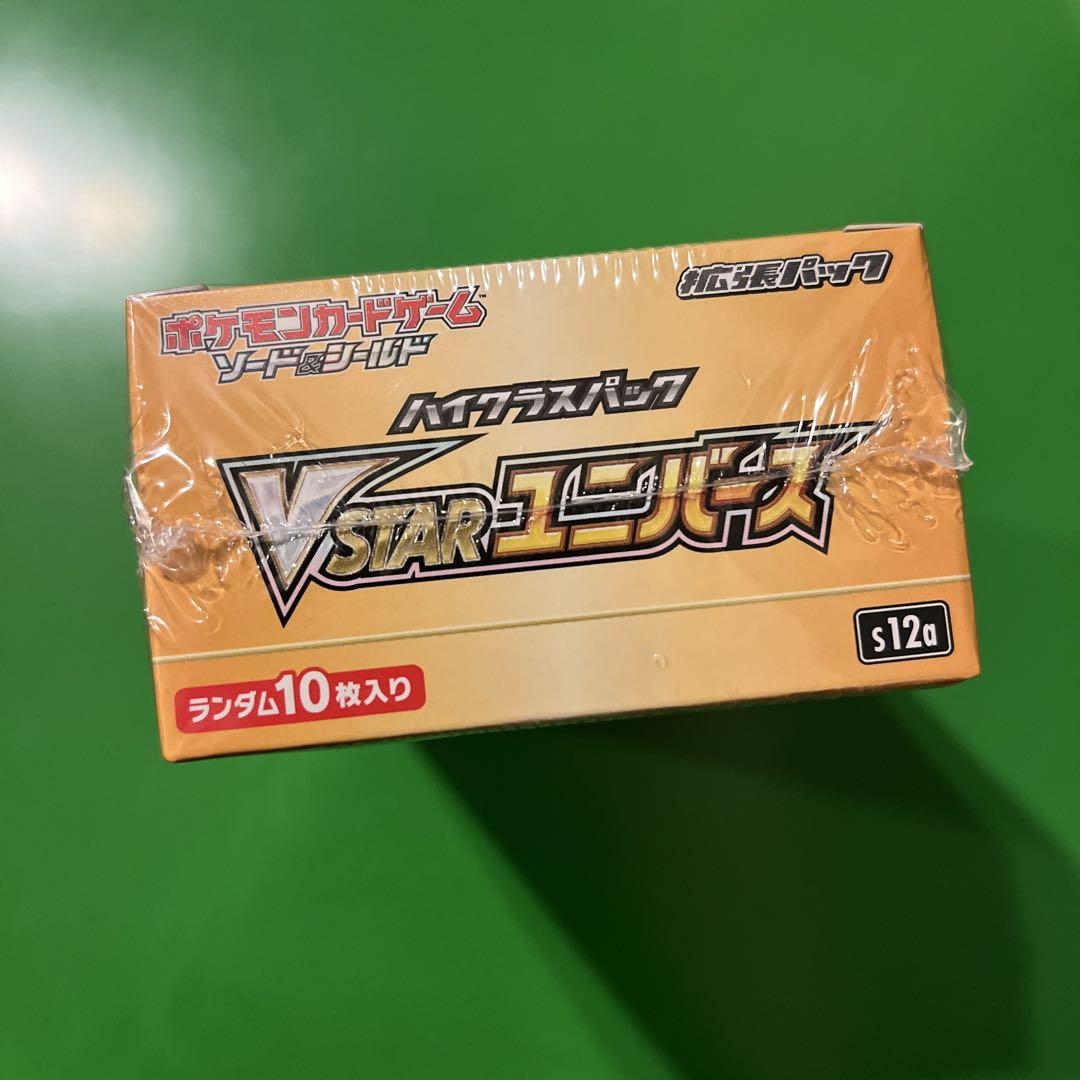 ポケモンカードゲーム™
ソード&シールド
拡張パック
ハイクラスパック
VSTARユニバース
s12a
ランダム10枚入り